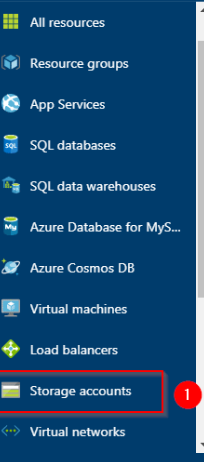 All resources
Resource groups
App Services
SQL databases
SQL data warehouses
Azure Database for MyS...
Azure Cosmos DB
Virtual machines
Load balancers
Storage accounts
1
Virtual networks